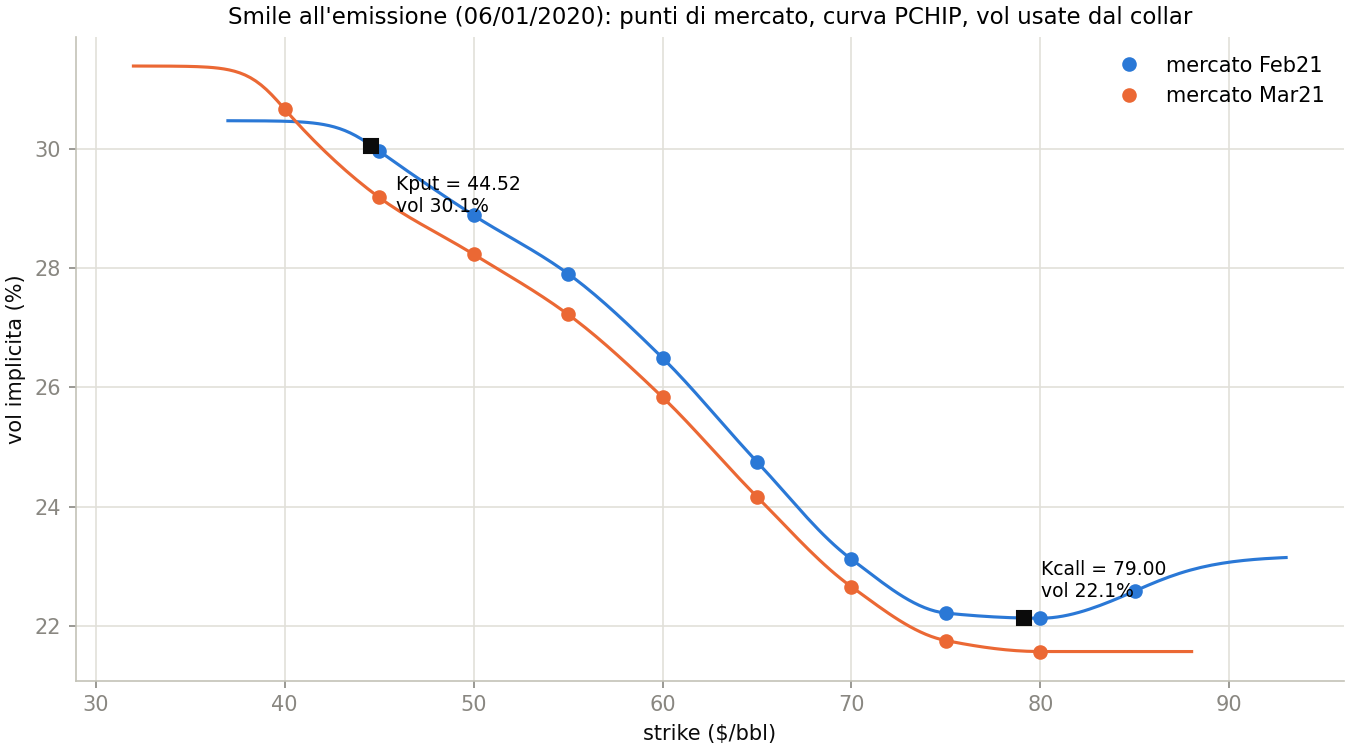 Smile all'emissione (06/01/2020): punti di mercato, curva PCHIP, vol usate dal collar
mercato Feb21
mercato Mar21
30
28
26
24
22
vol implicita (%)
Kput = 44.52
vol 30.1%
Kcall = 79.00
vol 22.1%
30
40
50
60
70
80
90
strike ($/bbl)